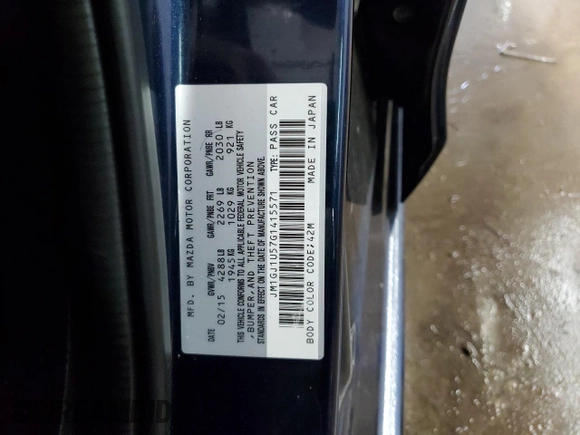 MFD. BY MAZDA MOTOR CORPORATION
DATE GVWR/PNBV GAWR/PNBE FRT GAWR/PNBE RR
02/15 4288LB 2269 LB 2030 LB
1945KG 1029 KG 921 KG
THIS VEHICLE CONFORMS TO ALL APPLICABLE FEDERAL MOTOR VEHICLE SAFETY
,BUMPER,AND THEFT PREVENTION
STANDARDS IN EFFECT ON THE DATE OF MANUFACTURE SHOWN ABOVE.
JM1GJ1U57G1415571 TYPE: PASS CAR
BODY COLOR CODE;42M MADE IN JAPAN